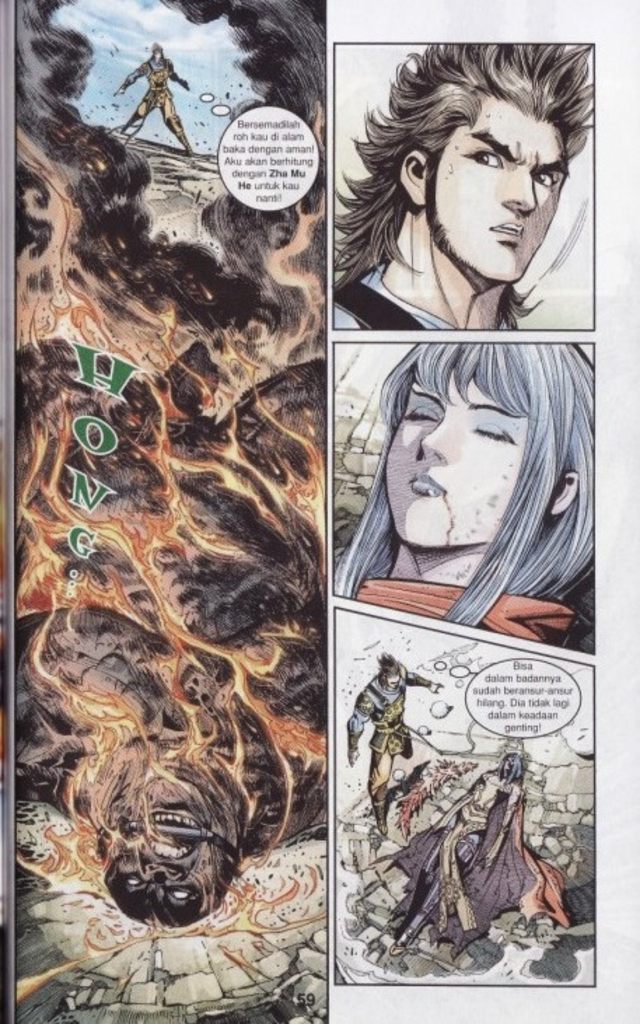 Bersemadilah
roh kau di alam
baka dengan aman!
Aku akan berhitung
dengan Zha Mu
He untuk kau
nanti!
HONG...
Bisa
dalam badannya
sudah beransur-ansur
hilang. Dia tidak lagi
dalam keadaan
genting!
59